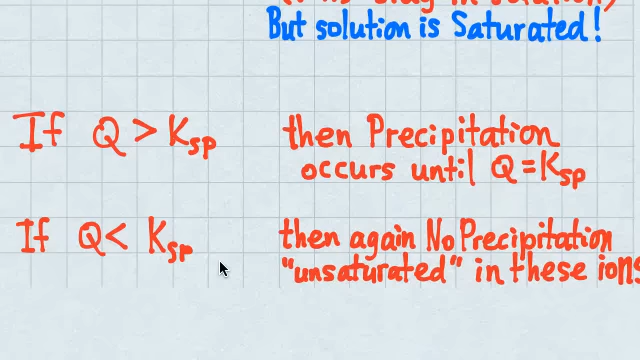 But solution is Saturated!
If Q > Ksp then Precipitation
occurs until Q = Ksp
If Q < Ksp then again No Precipitation
"unsaturated" in these ions